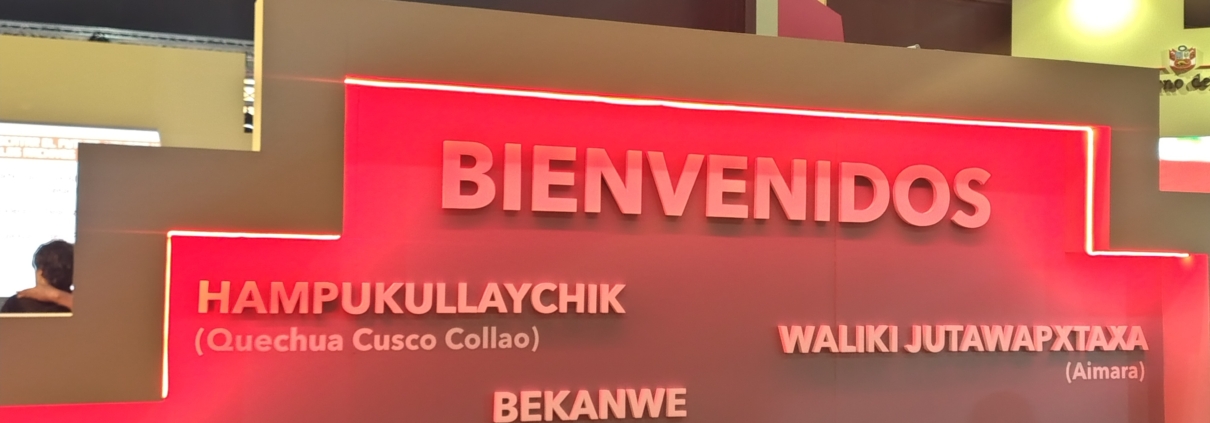 BIENVENIDOS
HAMPUKULLAYCHIK
(Quechua Cusco Collao)
WALIKI JUTAWAPXTAXA
(Aimara)
BEKANWE